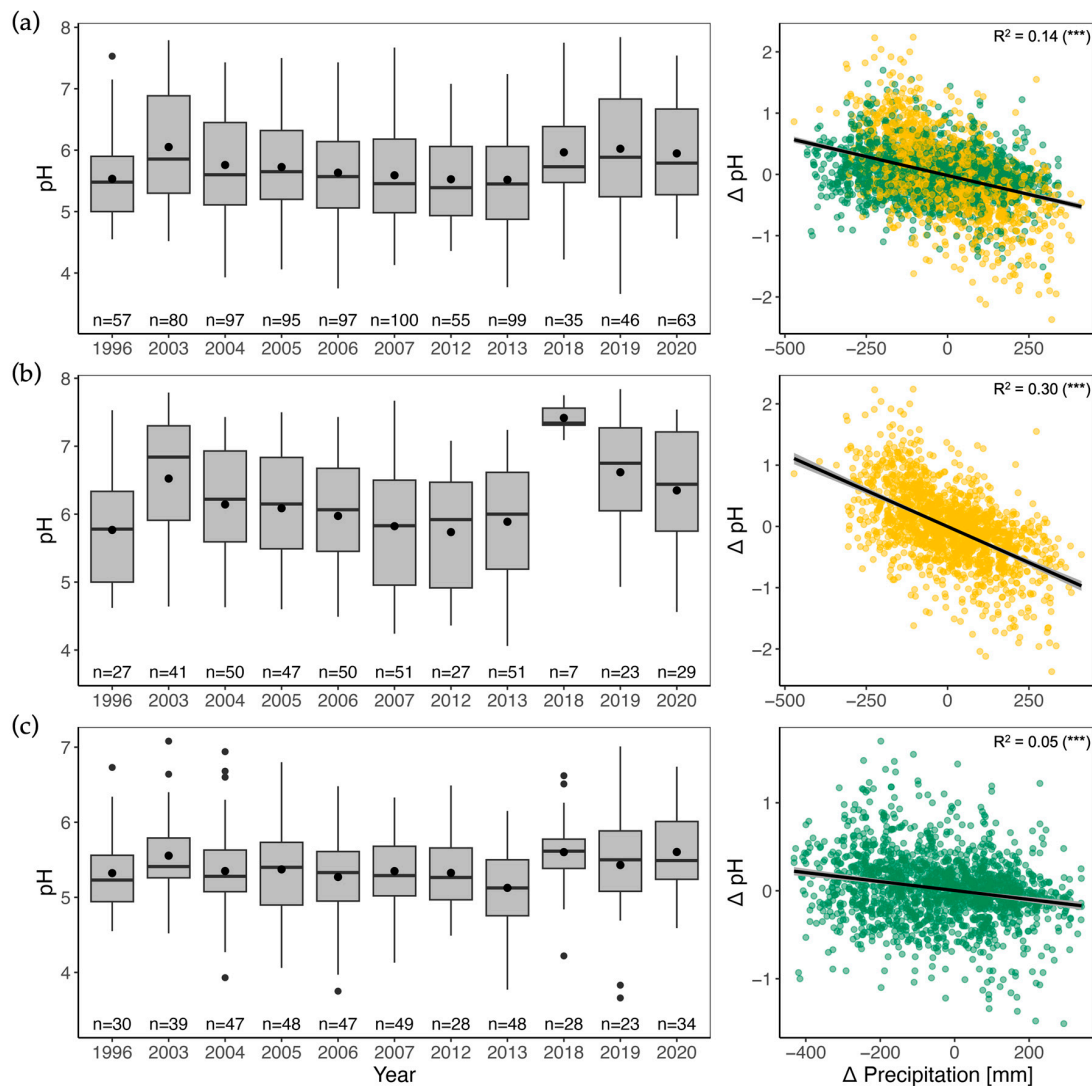 (a)
pH
8
7
6
5
4
n=57 n=80 n=97 n=95 n=97 n=100 n=55 n=99 n=35 n=46 n=63
1996 2003 2004 2005 2006 2007 2012 2013 2018 2019 2020
R² = 0.14 (***)
Δ pH
2
1
0
−1
−2
−500 −250 0 250
(b)
pH
8
7
6
5
4
n=27 n=41 n=50 n=47 n=50 n=51 n=27 n=51 n=7 n=23 n=29
1996 2003 2004 2005 2006 2007 2012 2013 2018 2019 2020
R² = 0.30 (***)
Δ pH
2
1
0
−1
−2
−500 −250 0 250
(c)
pH
7
6
5
4
n=30 n=39 n=47 n=48 n=47 n=49 n=28 n=48 n=28 n=23 n=34
1996 2003 2004 2005 2006 2007 2012 2013 2018 2019 2020
Year
R² = 0.05 (***)
Δ pH
1
0
−1
−400 −200 0 200
Δ Precipitation [mm]